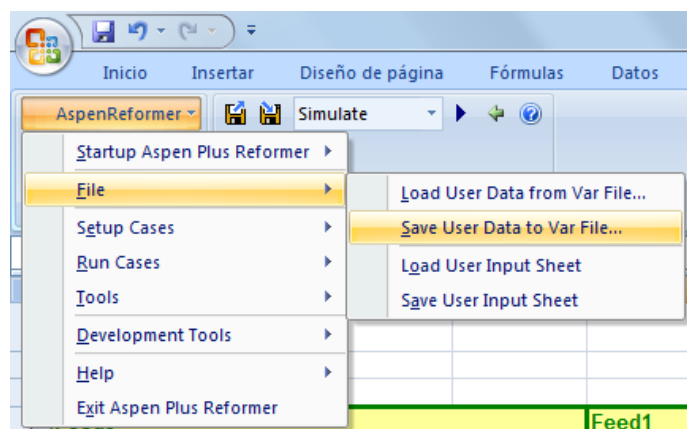 Inicio Insertar Diseño de página Fórmulas Datos
AspenReformer Simulate
Startup Aspen Plus Reformer
File
Setup Cases
Run Cases
Tools
Development Tools
Help
Exit Aspen Plus Reformer
Load User Data from Var File...
Save User Data to Var File...
Load User Input Sheet
Save User Input Sheet
Feed1